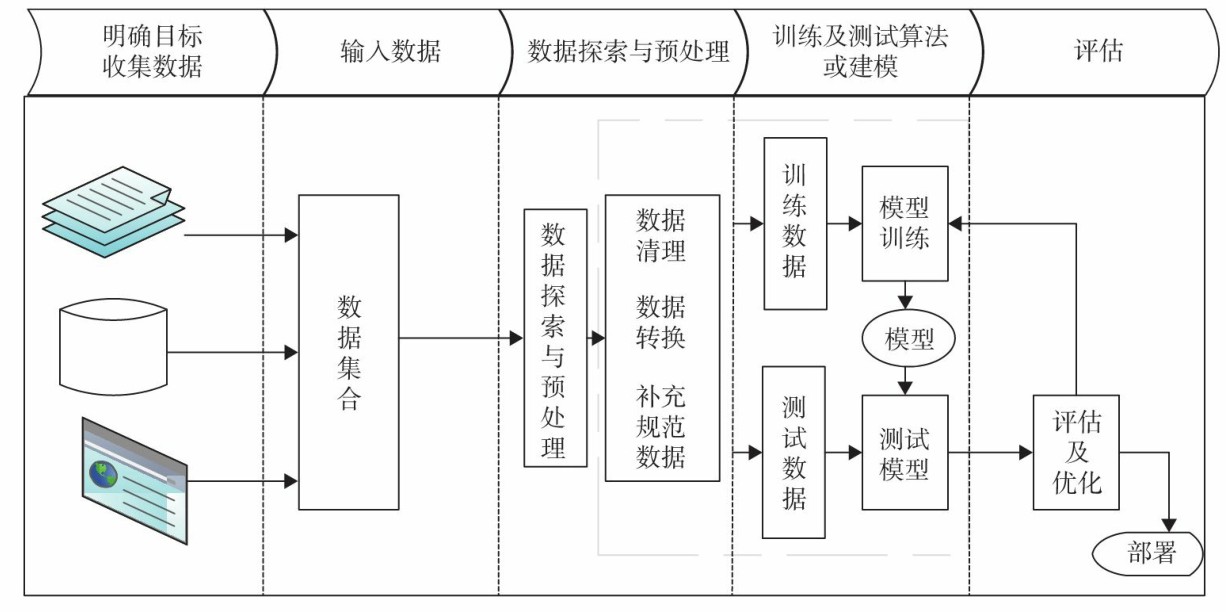 明确目标
收集数据
输入数据
数据探索与预处理
训练及测试算法
或建模
评估
数据集合
数据探索与预处理
数据
清理
数据
转换
补充
规范
数据
训练数据
模型
训练
模型
测试数据
测试
模型
评估
及
优化
部署